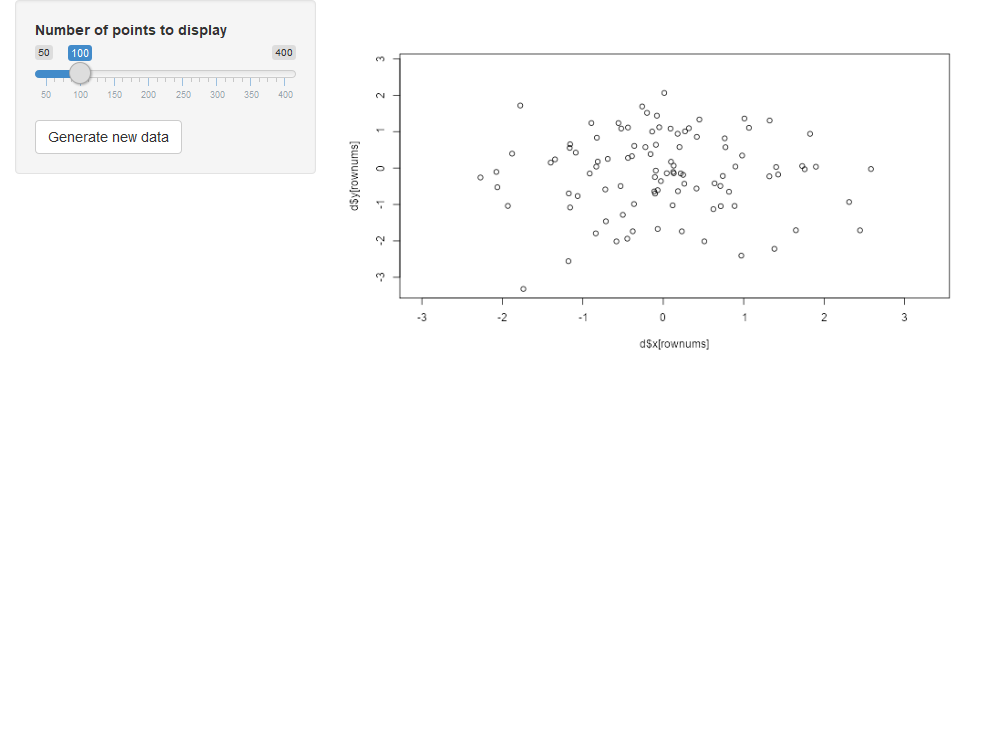 Number of points to display
50 100 400
50 100 150 200 250 300 350 400
Generate new data
3
2
1
0
-1
-2
-3
d$y[rownums]
-3 -2 -1 0 1 2 3
d$x[rownums]